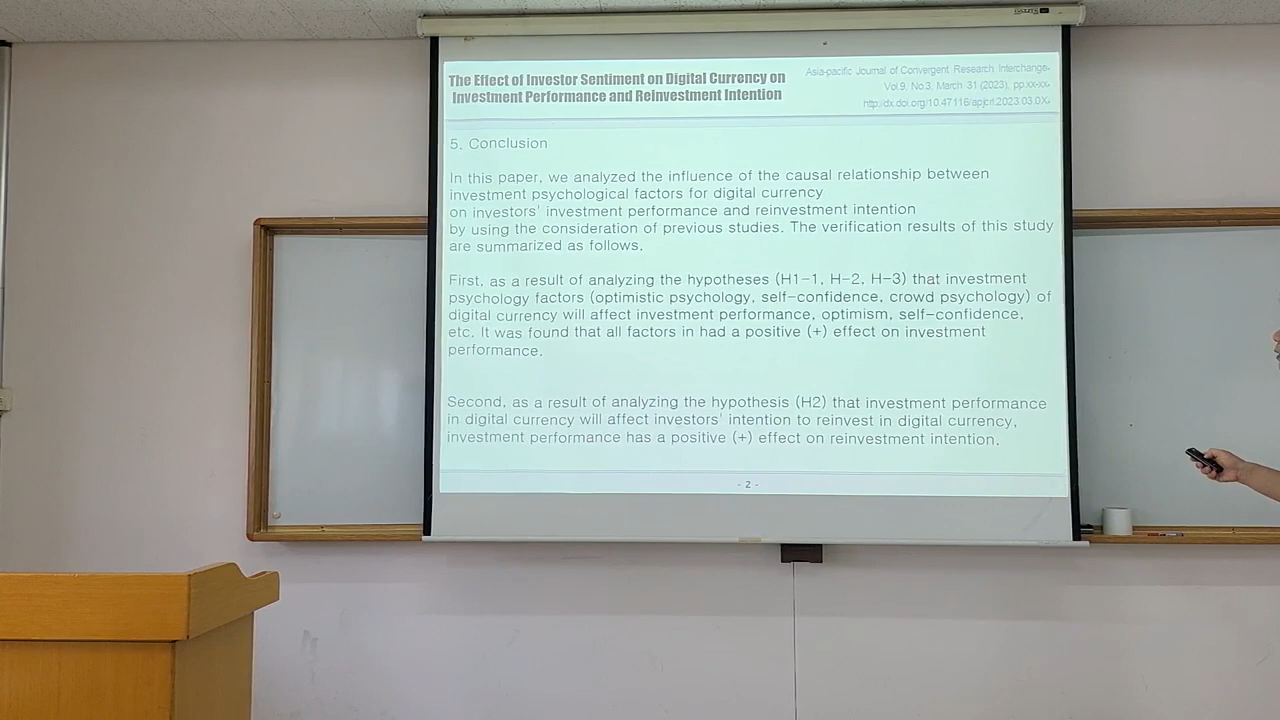 The Effect of Investor Sentiment on Digital Currency on
Investment Performance and Reinvestment Intention
Asia-pacific Journal of Convergent Research Interchange
Vol.9, No.3, March 31 (2023), pp.xx-xx
http://dx.doi.org/10.47116/apjcri.2023.03.0X
5. Conclusion
In this paper, we analyzed the influence of the causal relationship between
investment psychological factors for digital currency
on investors' investment performance and reinvestment intention
by using the consideration of previous studies. The verification results of this study
are summarized as follows.
First, as a result of analyzing the hypotheses (H1-1, H-2, H-3) that investment
psychology factors (optimistic psychology, self-confidence, crowd psychology) of
digital currency will affect investment performance, optimism, self-confidence,
etc. It was found that all factors in had a positive (+) effect on investment
performance.
Second, as a result of analyzing the hypothesis (H2) that investment performance
in digital currency will affect investors' intention to reinvest in digital currency,
investment performance has a positive (+) effect on reinvestment intention.
- 2 -